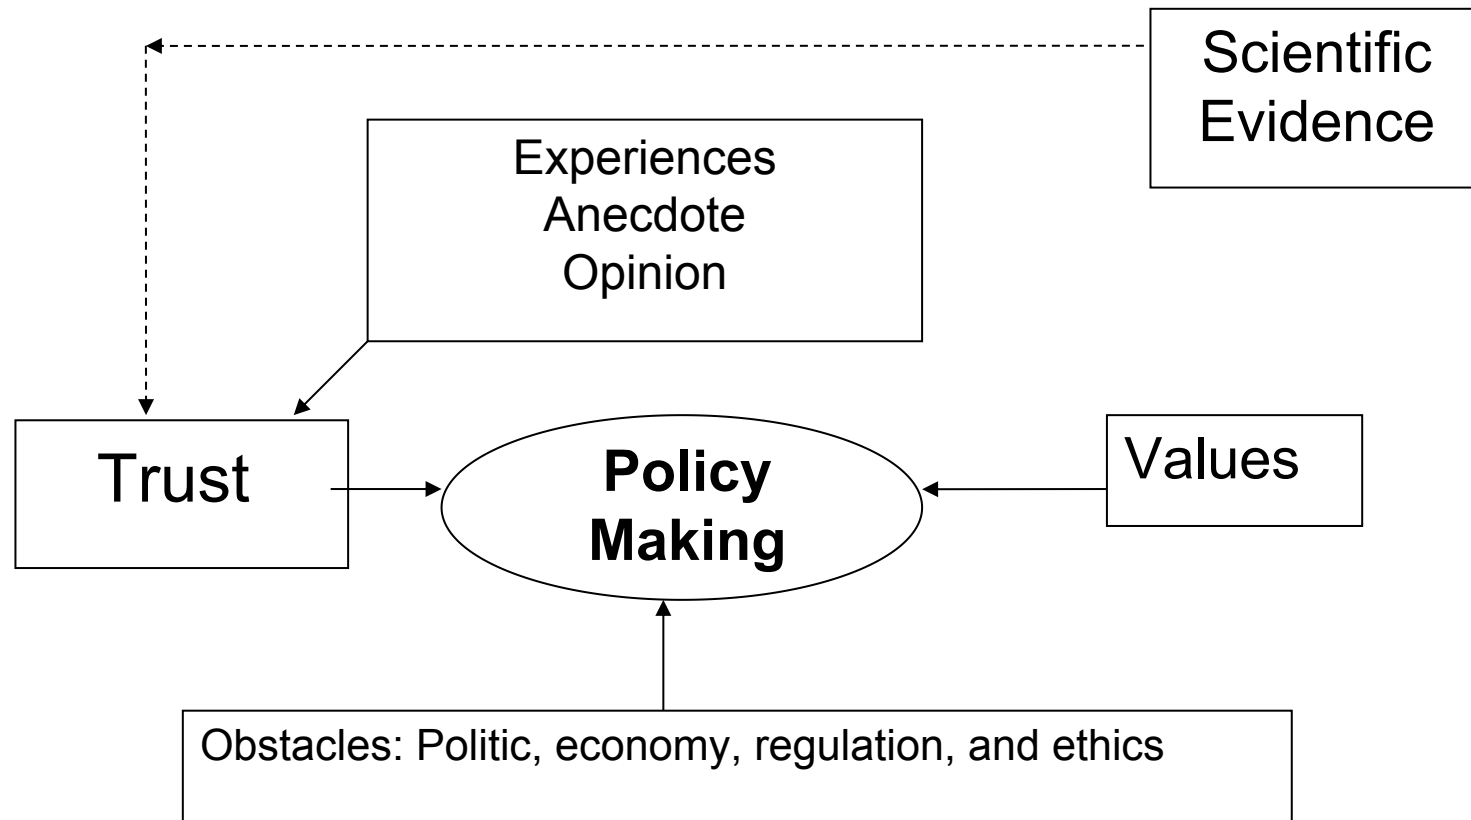 Scientific
Evidence
Experiences
Anecdote
Opinion
Trust
Policy
Making
Values
Obstacles: Politic, economy, regulation, and ethics